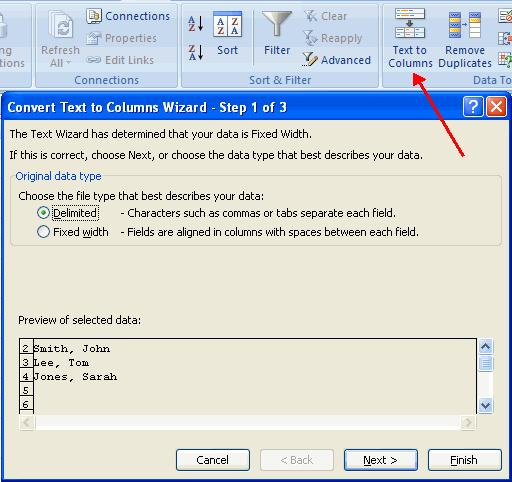 Connections
Properties
Edit Links
Refresh
All
Connections
Sort
Filter
Clear
Reapply
Advanced
Sort & Filter
Text to
Columns
Remove
Duplicates
Convert Text to Columns Wizard - Step 1 of 3
The Text Wizard has determined that your data is Fixed Width.
If this is correct, choose Next, or choose the data type that best describes your data.
Original data type
Choose the file type that best describes your data:
Delimited - Characters such as commas or tabs separate each field.
Fixed width - Fields are aligned in columns with spaces between each field.
Preview of selected data:
2 Smith, John
3 Lee, Tom
4 Jones, Sarah
5
6
Cancel
< Back
Next >
Finish